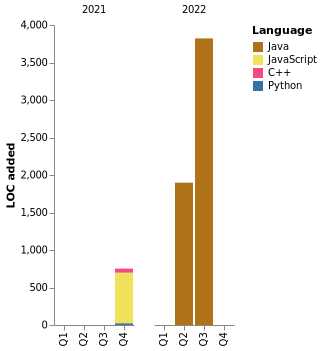 2021 2022
Language
Java
JavaScript
C++
Python
LOC added
4,000
3,500
3,000
2,500
2,000
1,500
1,000
500
0
Q1 Q2 Q3 Q4 Q1 Q2 Q3 Q4